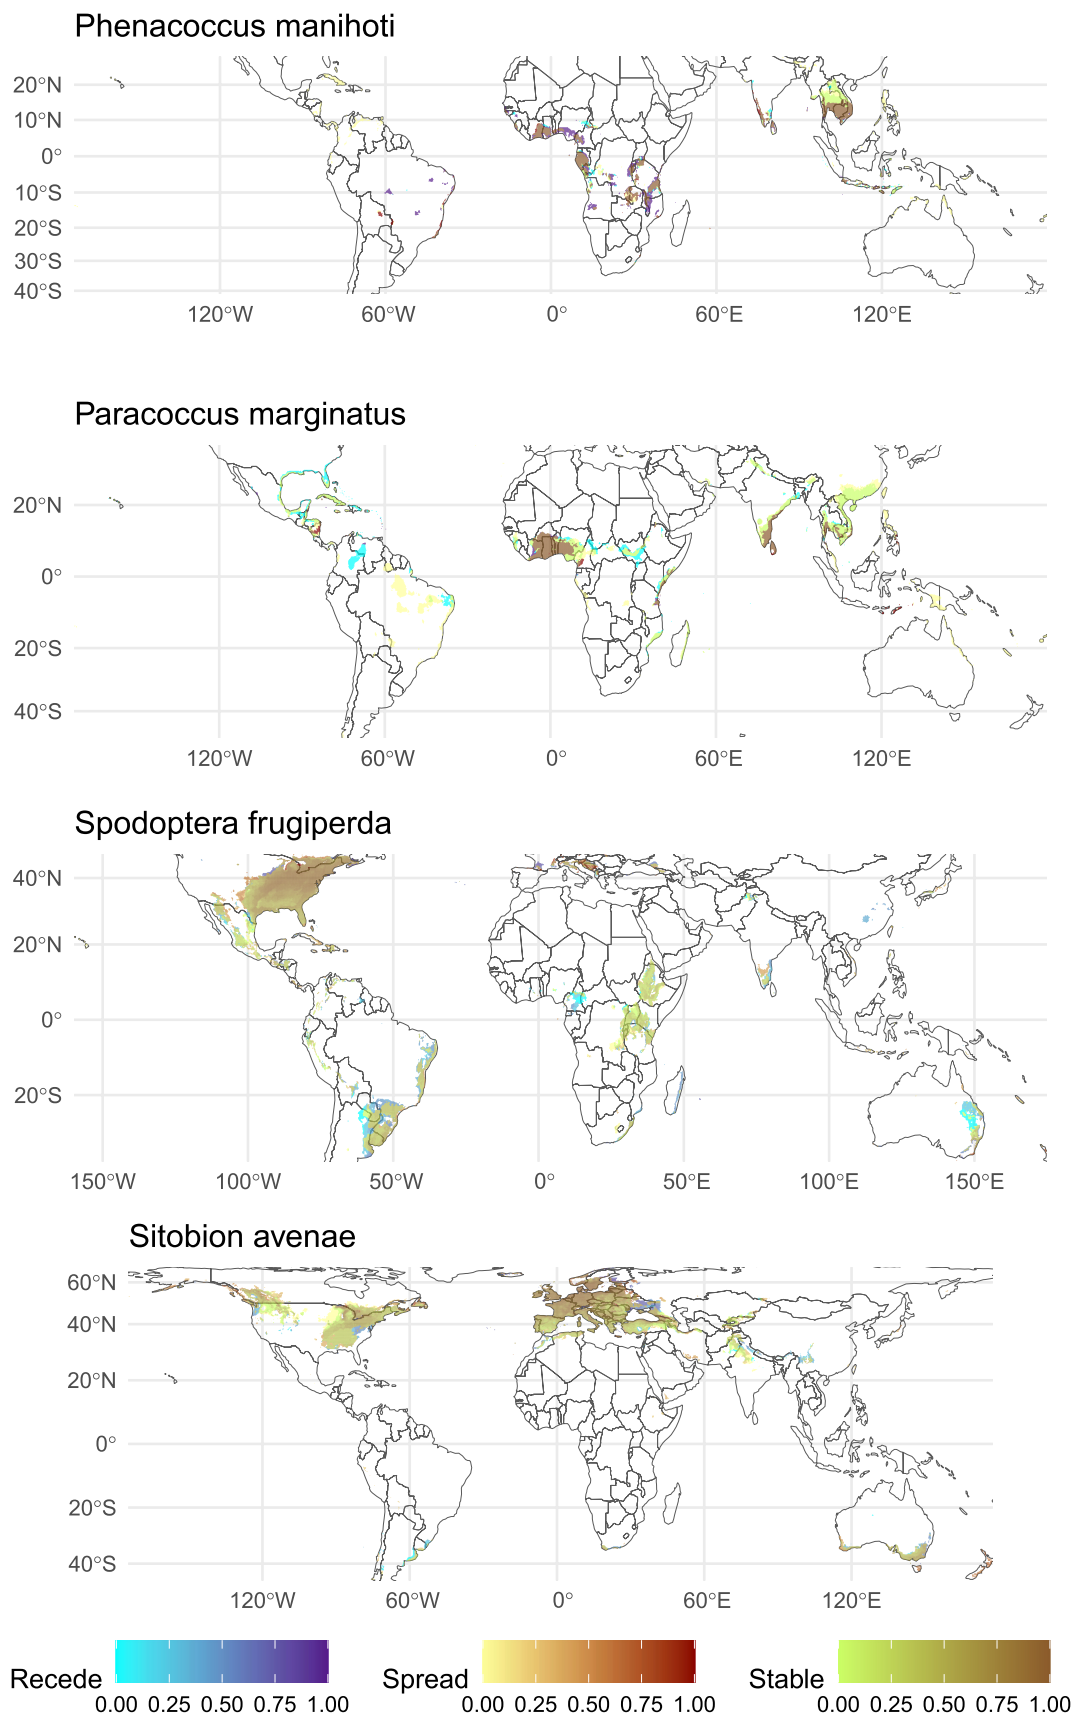 Phenacoccus manihoti
20°N
10°N
0°
10°S
20°S
30°S
40°S
120°W 60°W 0° 60°E 120°E
Paracoccus marginatus
20°N
0°
20°S
40°S
120°W 60°W 0° 60°E 120°E
Spodoptera frugiperda
40°N
20°N
0°
20°S
150°W 100°W 50°W 0° 50°E 100°E 150°E
Sitobion avenae
60°N
40°N
20°N
0°
20°S
40°S
120°W 60°W 0° 60°E 120°E
Recede
0.00 0.25 0.50 0.75 1.00
Spread
0.00 0.25 0.50 0.75 1.00
Stable
0.00 0.25 0.50 0.75 1.00